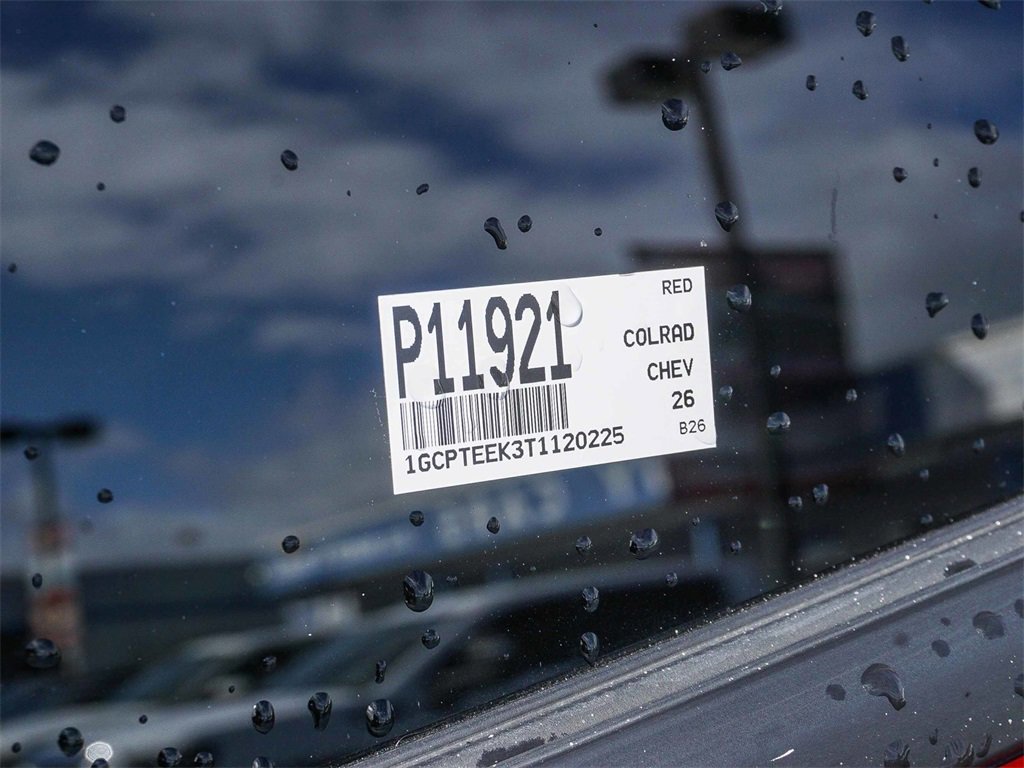 P11921
RED
COLRAD
CHEV
26
B26
1GCPTEEK3T1120225